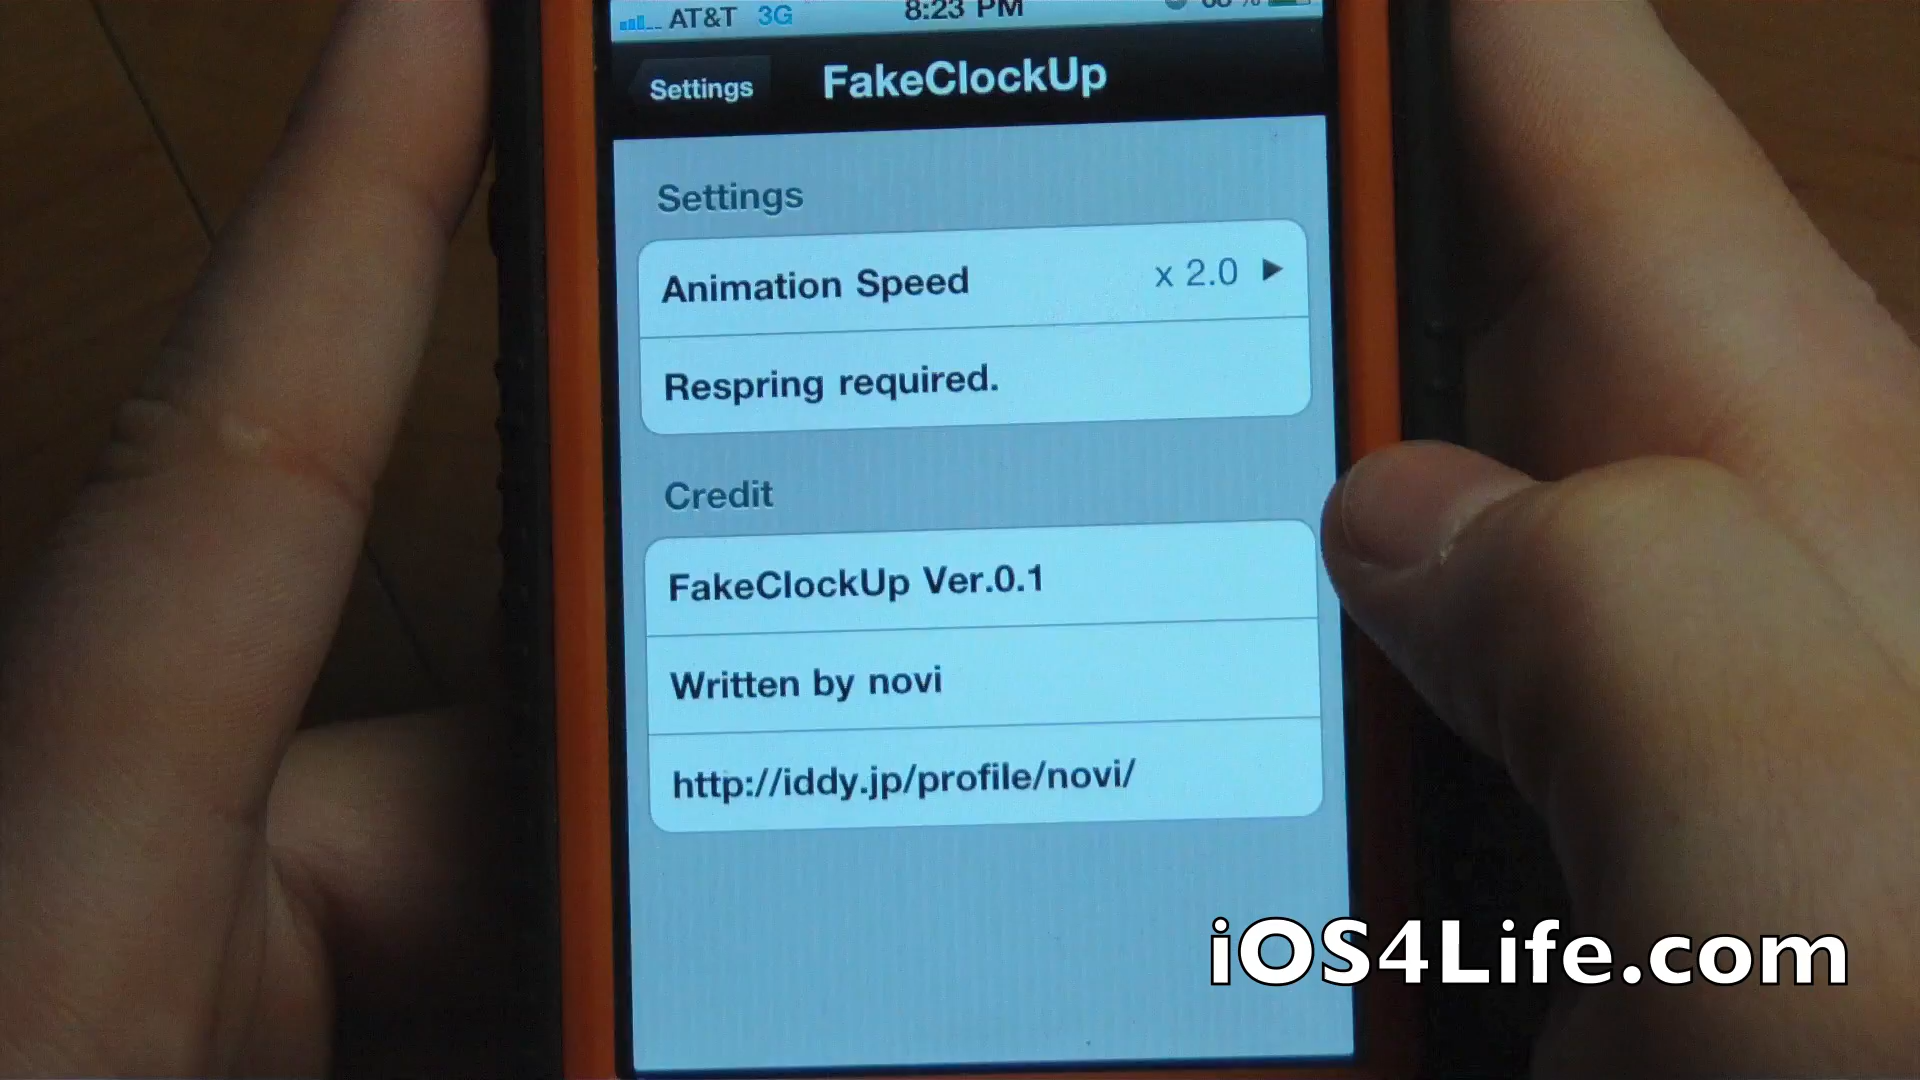 AT&T 3G 8:23 PM
Settings FakeClockUp
Settings
Animation Speed x 2.0
Respring required.
Credit
FakeClockUp Ver.0.1
Written by novi
http://iddy.jp/profile/novi/
iOS4Life.com